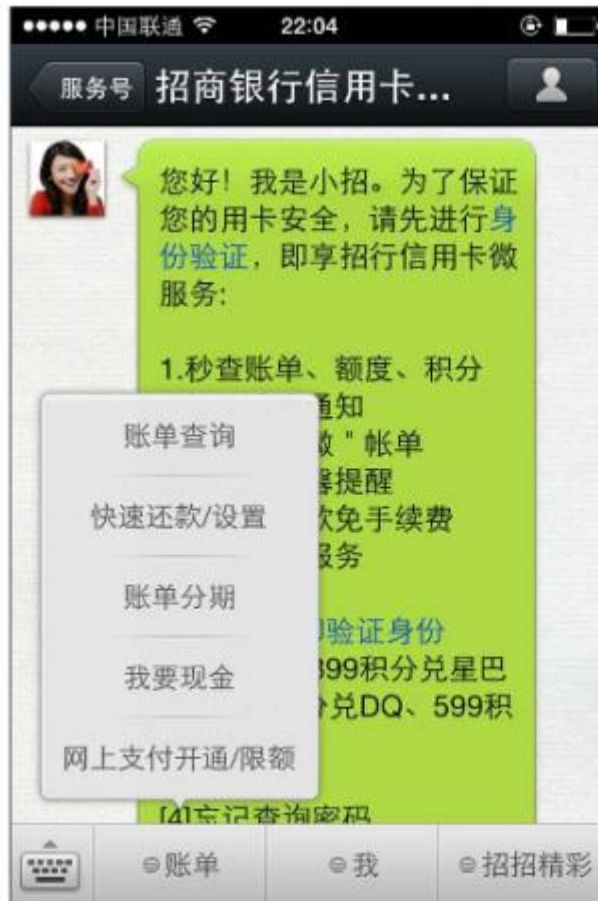 中国联通 22:04
服务号 招商银行信用卡...
您好！我是小招。为了保证
您的用卡安全，请先进行身
份验证，即享招行信用卡微
服务:
1.秒查账单、额度、积分
通知
" 帐单
提醒
款免手续费
服务
验证身份
399积分兑星巴
兑DQ、599积
[4]忘记查询密码
账单查询
快速还款/设置
账单分期
我要现金
网上支付开通/限额
账单
我
招招精彩